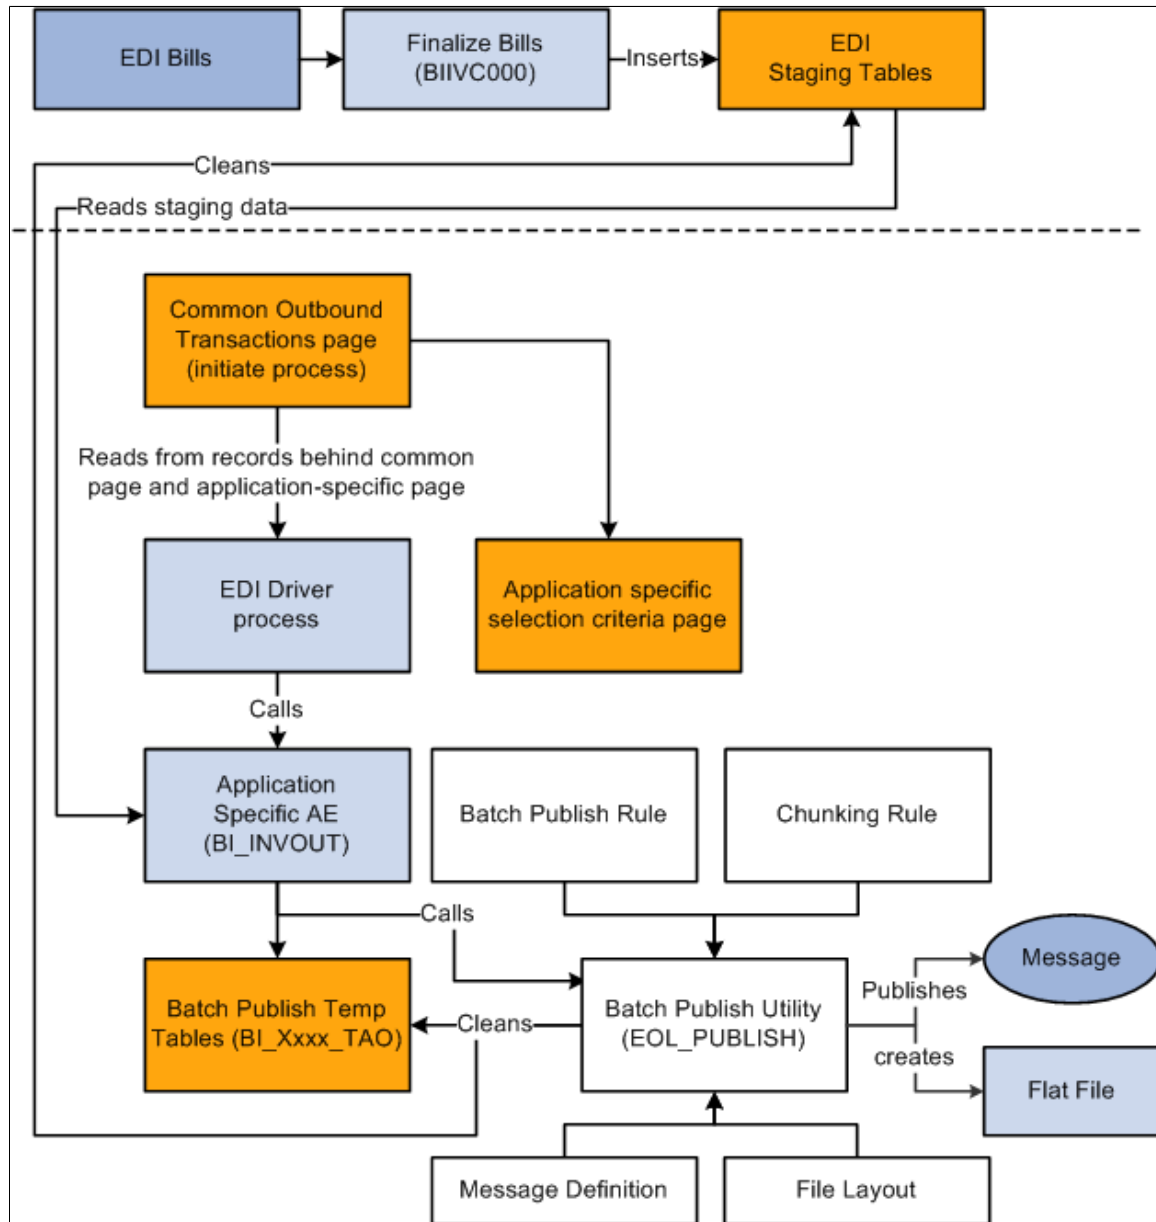 EDI Bills
Finalize Bills
(BIIVC000)
Inserts
EDI
Staging Tables
Cleans
Reads staging data
Common Outbound
Transactions page
(initiate process)
Reads from records behind common
page and application-specific page
EDI Driver
process
Application specific
selection criteria page
Calls
Application
Specific AE
(BI_INVOUT)
Batch Publish Rule
Chunking Rule
Calls
Batch Publish Temp
Tables (BI_Xxxx_TAO)
Cleans
Batch Publish Utility
(EOL_PUBLISH)
Publishes
creates
Message
Flat File
Message Definition
File Layout